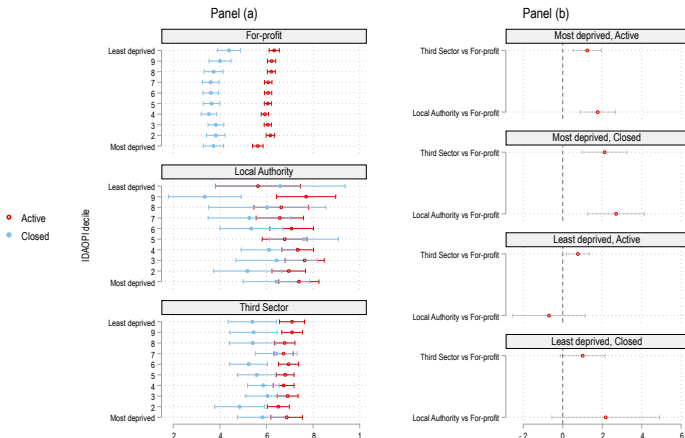 Panel (a)
For-profit
Least deprived
9
8
7
6
5
4
3
2
Most deprived
Local Authority
Least deprived
9
8
7
6
5
4
3
2
Most deprived
Third Sector
Least deprived
9
8
7
6
5
4
3
2
Most deprived
2 4 6 8 1
IDAOPI decile
Active
Closed
Panel (b)
Most deprived, Active
Third Sector vs For-profit
Local Authority vs For-profit
Most deprived, Closed
Third Sector vs For-profit
Local Authority vs For-profit
Least deprived, Active
Third Sector vs For-profit
Local Authority vs For-profit
Least deprived, Closed
Third Sector vs For-profit
Local Authority vs For-profit
- 2 0 2 4 6